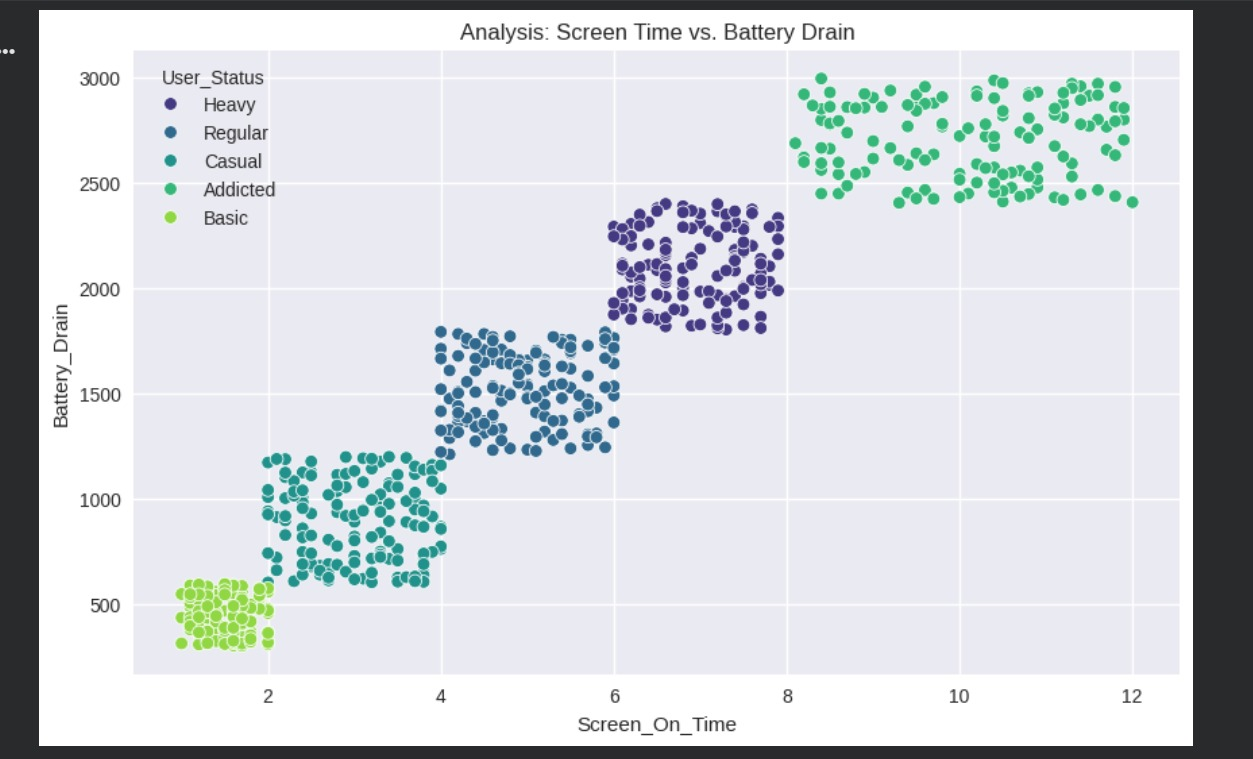 ...
Analysis: Screen Time vs. Battery Drain
User_Status
Heavy
Regular
Casual
Addicted
Basic
Battery_Drain
3000
2500
2000
1500
1000
500
2 4 6 8 10 12
Screen_On_Time